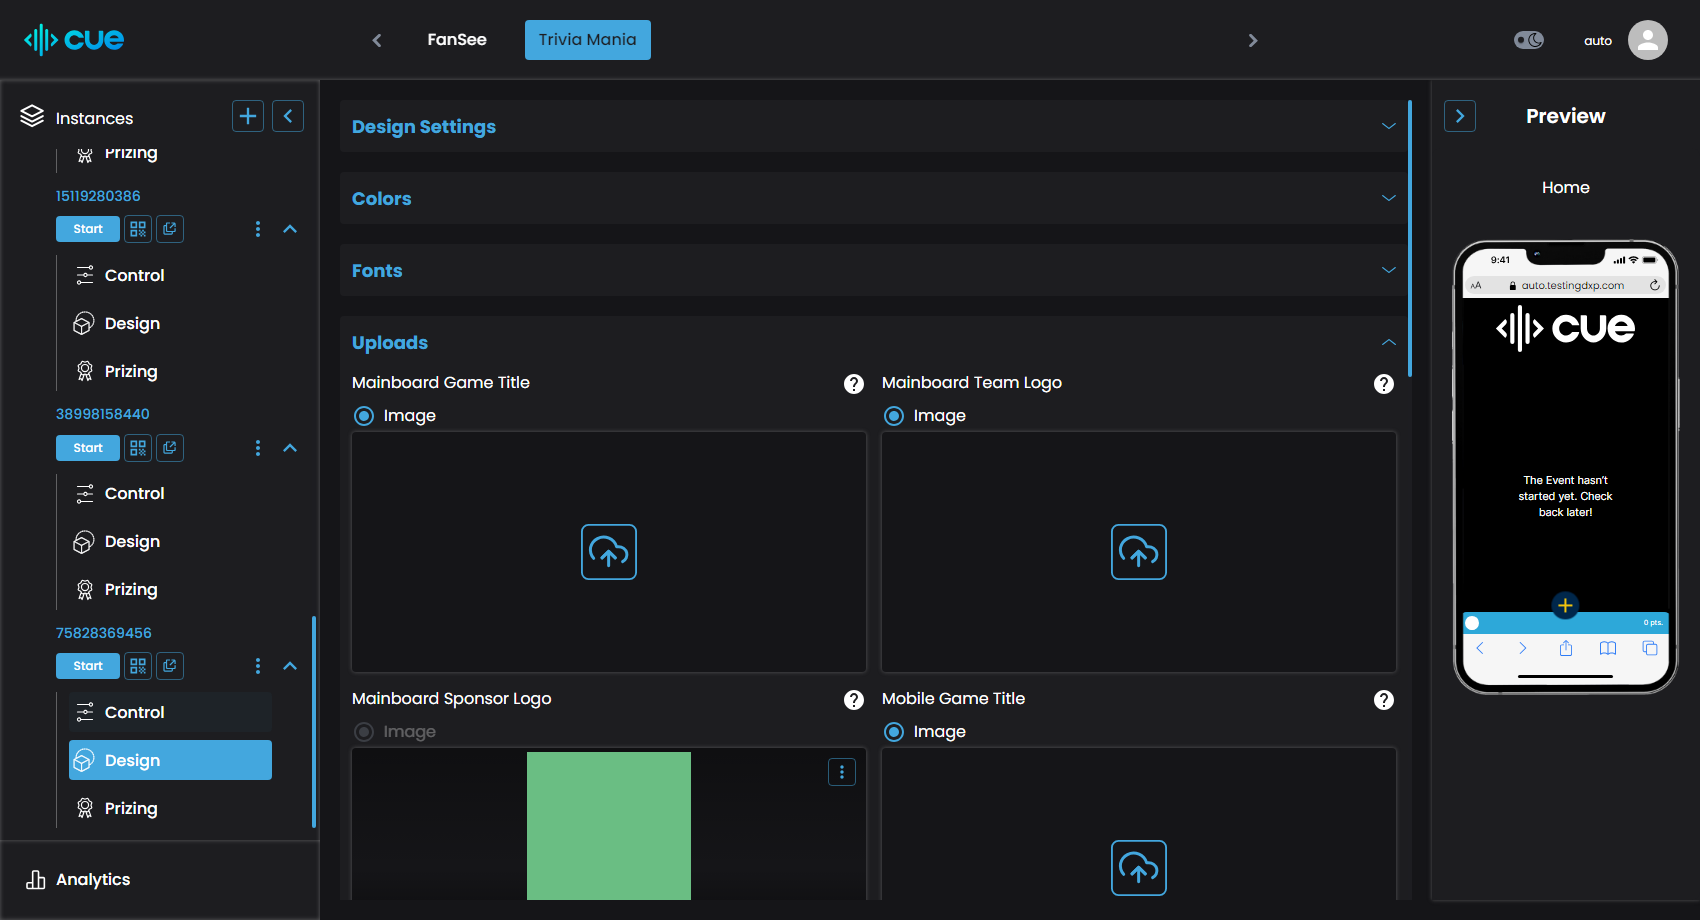 cue
FanSee
Trivia Mania
auto
Instances
Prizing
15119280386
Start
Control
Design
Prizing
38998158440
Start
Control
Design
Prizing
75828369456
Start
Control
Design
Prizing
Analytics
Design Settings
Colors
Fonts
Uploads
Mainboard Game Title
?
Image
Mainboard Team Logo
?
Image
Mainboard Sponsor Logo
?
Image
Mobile Game Title
?
Image
Preview
Home
9:41
AA
auto.testingdxp.com
cue
The Event hasn't
started yet. Check
back later!
0 pts.